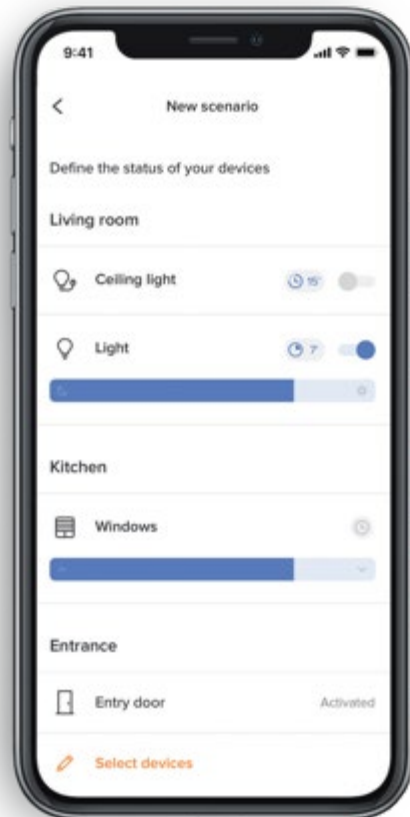 9:41
New scenario
Define the status of your devices
Living room
Ceiling light
15'
Light
7'
Kitchen
Windows
Entrance
Entry door
Activated
Select devices